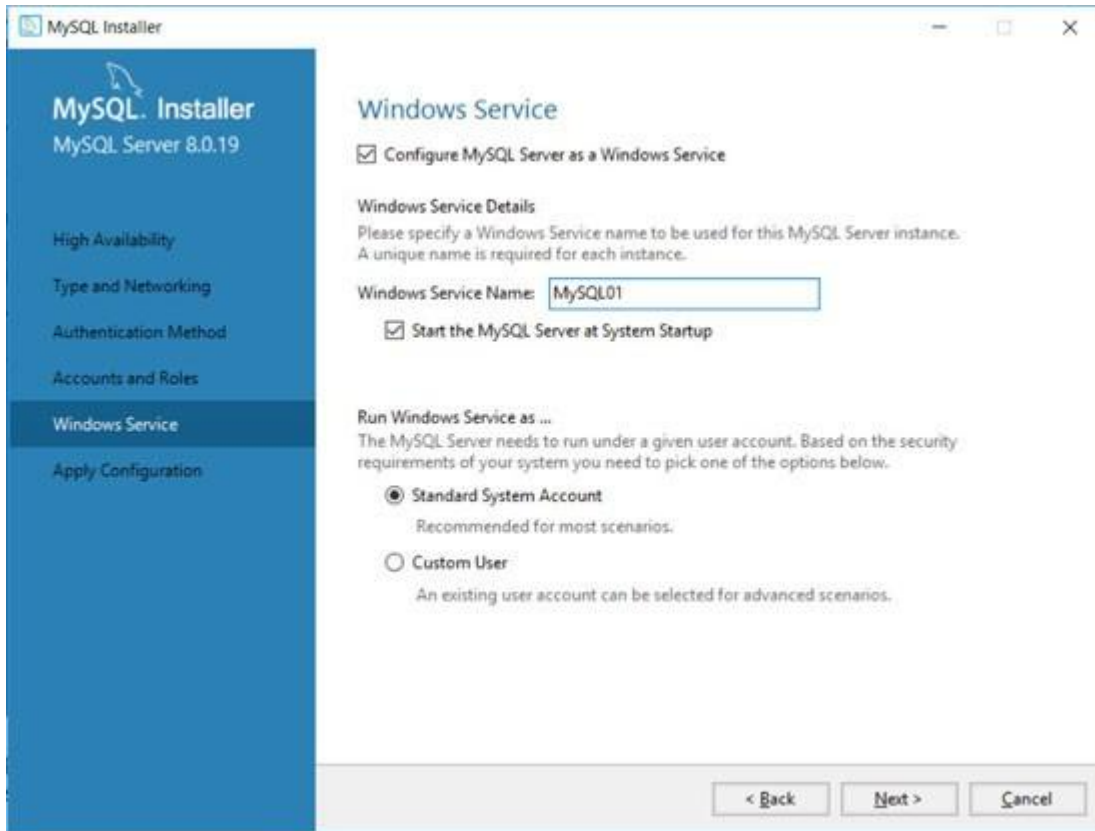 MySQL Installer
MySQL. Installer
MySQL Server 8.0.19
High Availability
Type and Networking
Authentication Method
Accounts and Roles
Windows Service
Apply Configuration
Windows Service
Configure MySQL Server as a Windows Service
Windows Service Details
Please specify a Windows Service name to be used for this MySQL Server instance.
A unique name is required for each instance.
Windows Service Name: MySQL01
Start the MySQL Server at System Startup
Run Windows Service as ...
The MySQL Server needs to run under a given user account. Based on the security
requirements of your system you need to pick one of the options below.
Standard System Account
Recommended for most scenarios.
Custom User
An existing user account can be selected for advanced scenarios.
< Back
Next >
Cancel